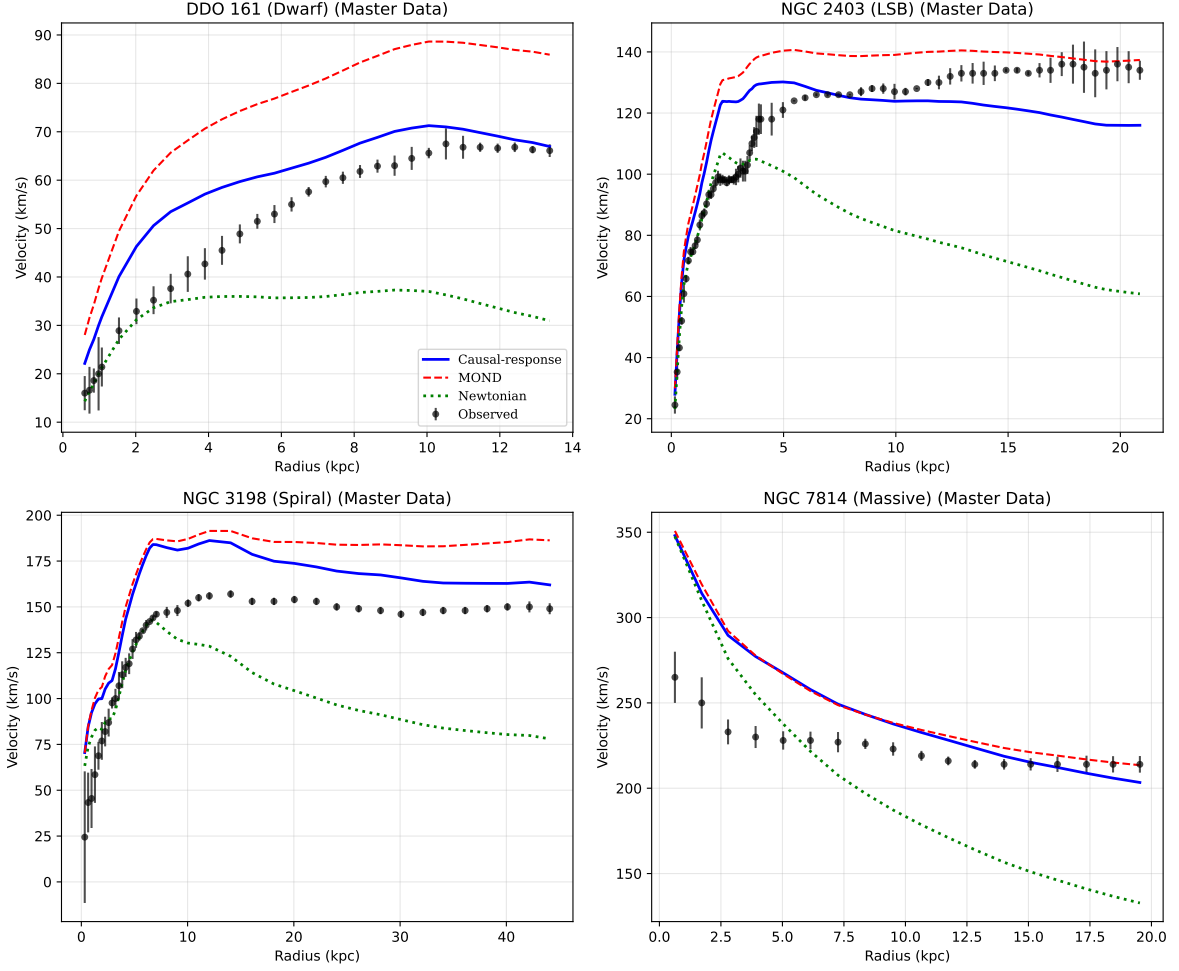 DDO 161 (Dwarf) (Master Data)
90
80
70
60
50
40
30
20
10
Velocity (km/s)
0 2 4 6 8 10 12 14
Radius (kpc)
Causal-response
MOND
Newtonian
Observed
NGC 2403 (LSB) (Master Data)
140
120
100
80
60
40
20
Velocity (km/s)
0 5 10 15 20
Radius (kpc)
NGC 3198 (Spiral) (Master Data)
200
175
150
125
100
75
50
25
0
Velocity (km/s)
0 10 20 30 40
Radius (kpc)
NGC 7814 (Massive) (Master Data)
350
300
250
200
150
Velocity (km/s)
0.0 2.5 5.0 7.5 10.0 12.5 15.0 17.5 20.0
Radius (kpc)